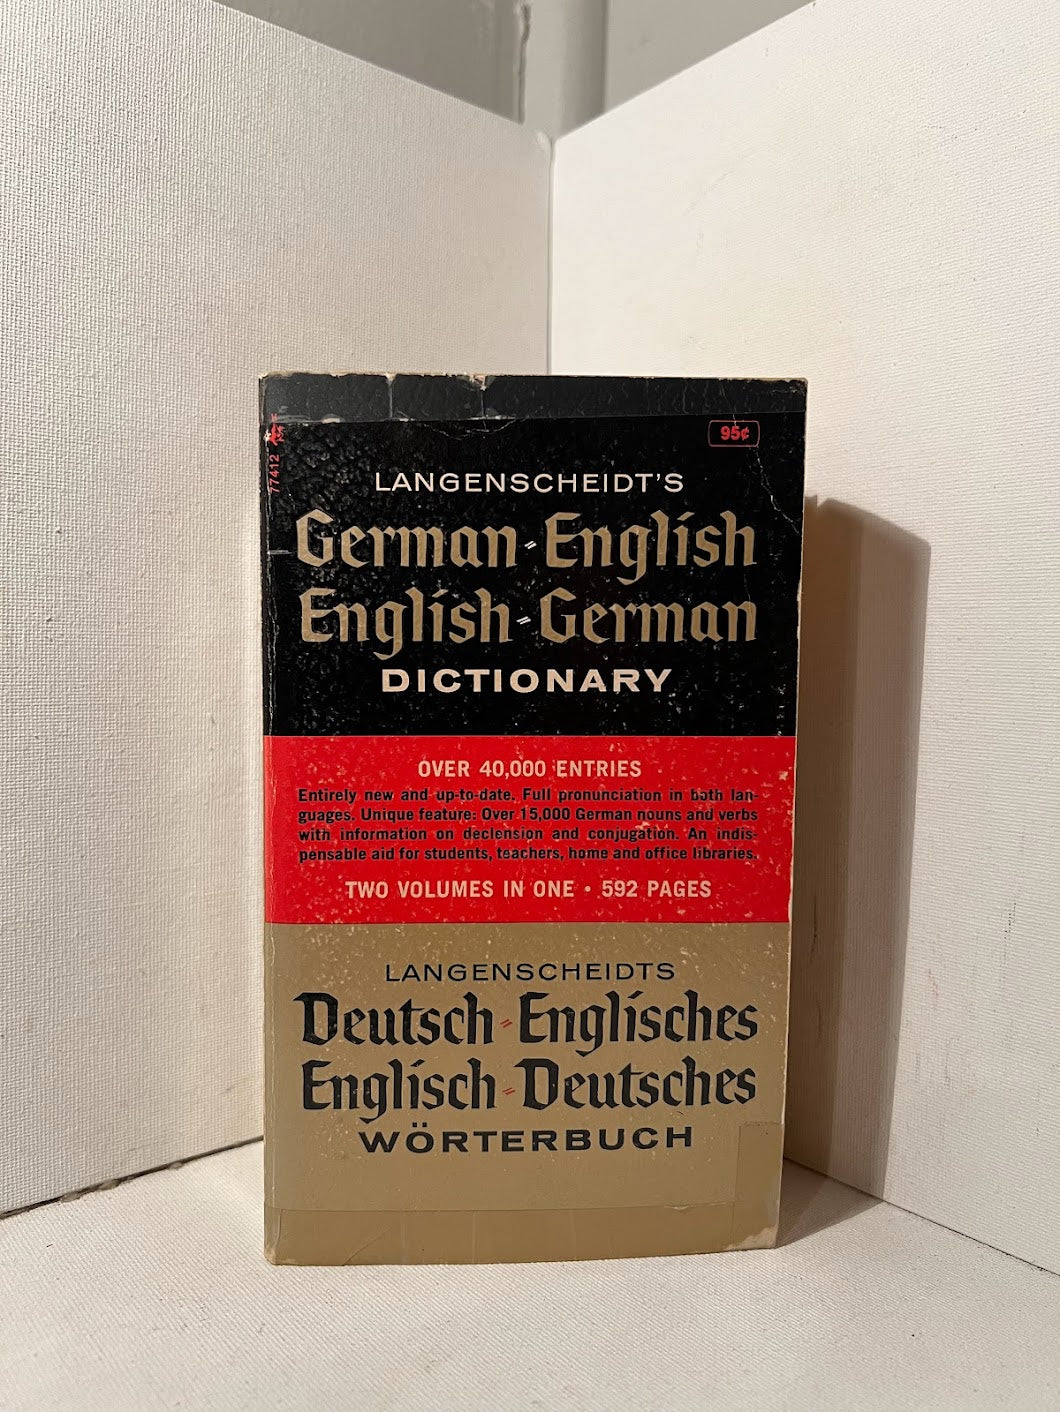 77412
95¢
LANGENSCHEIDT'S
German-English
English-German
DICTIONARY
OVER 40,000 ENTRIES
Entirely new and up-to-date. Full pronunciation in both lan-
guages. Unique feature: Over 15,000 German nouns and verbs
with information on declension and conjugation. An indis-
pensable aid for students, teachers, home and office libraries.
TWO VOLUMES IN ONE • 592 PAGES
LANGENSCHEIDTS
Deutsch-Englisches
Englisch-Deutsches
WÖRTERBUCH